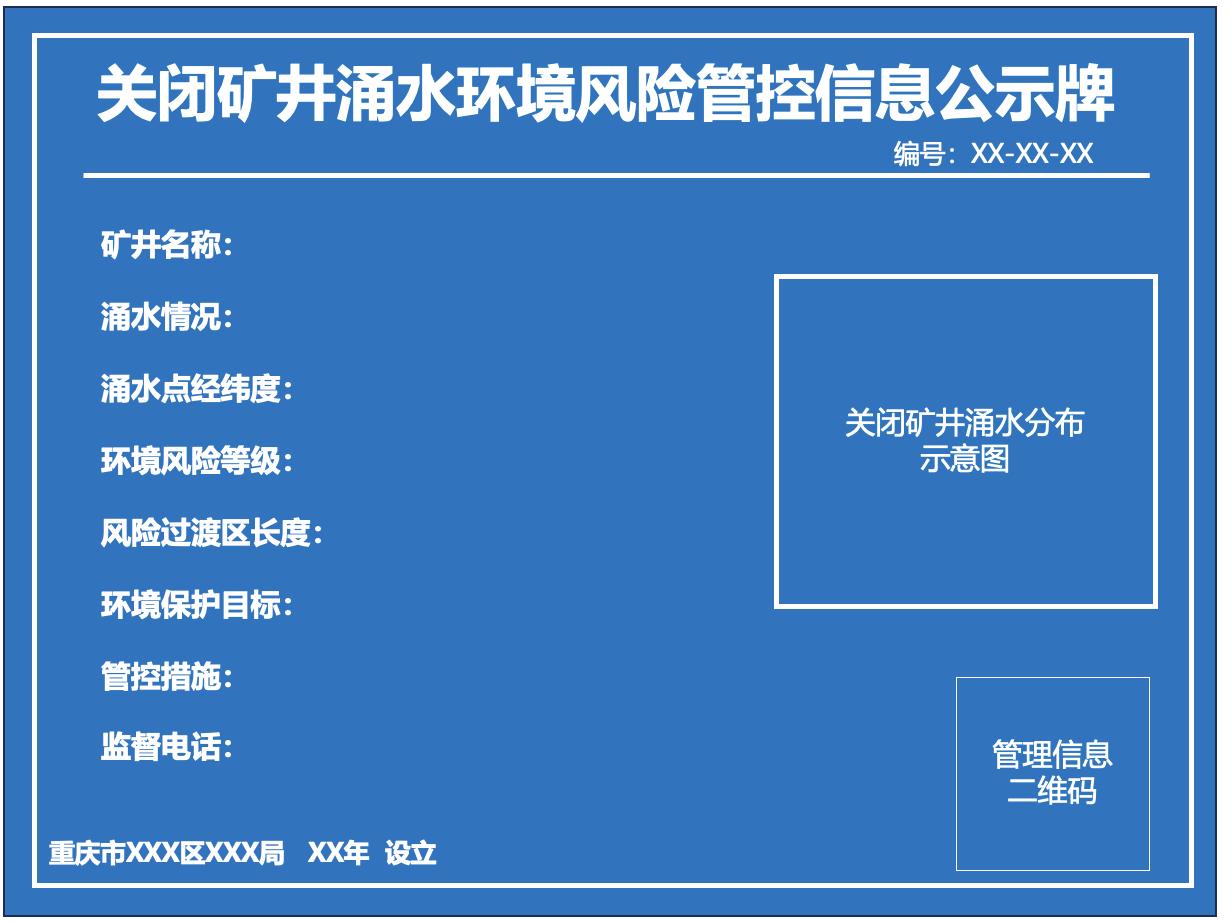 关闭矿井涌水环境风险管控信息公示牌
编号：XX-XX-XX
矿井名称：
涌水情况：
涌水点经纬度：
环境风险等级：
风险过渡区长度：
环境保护目标：
管控措施：
监督电话：
关闭矿井涌水分布
示意图
管理信息
二维码
重庆市XXX区XXX局 XX年 设立